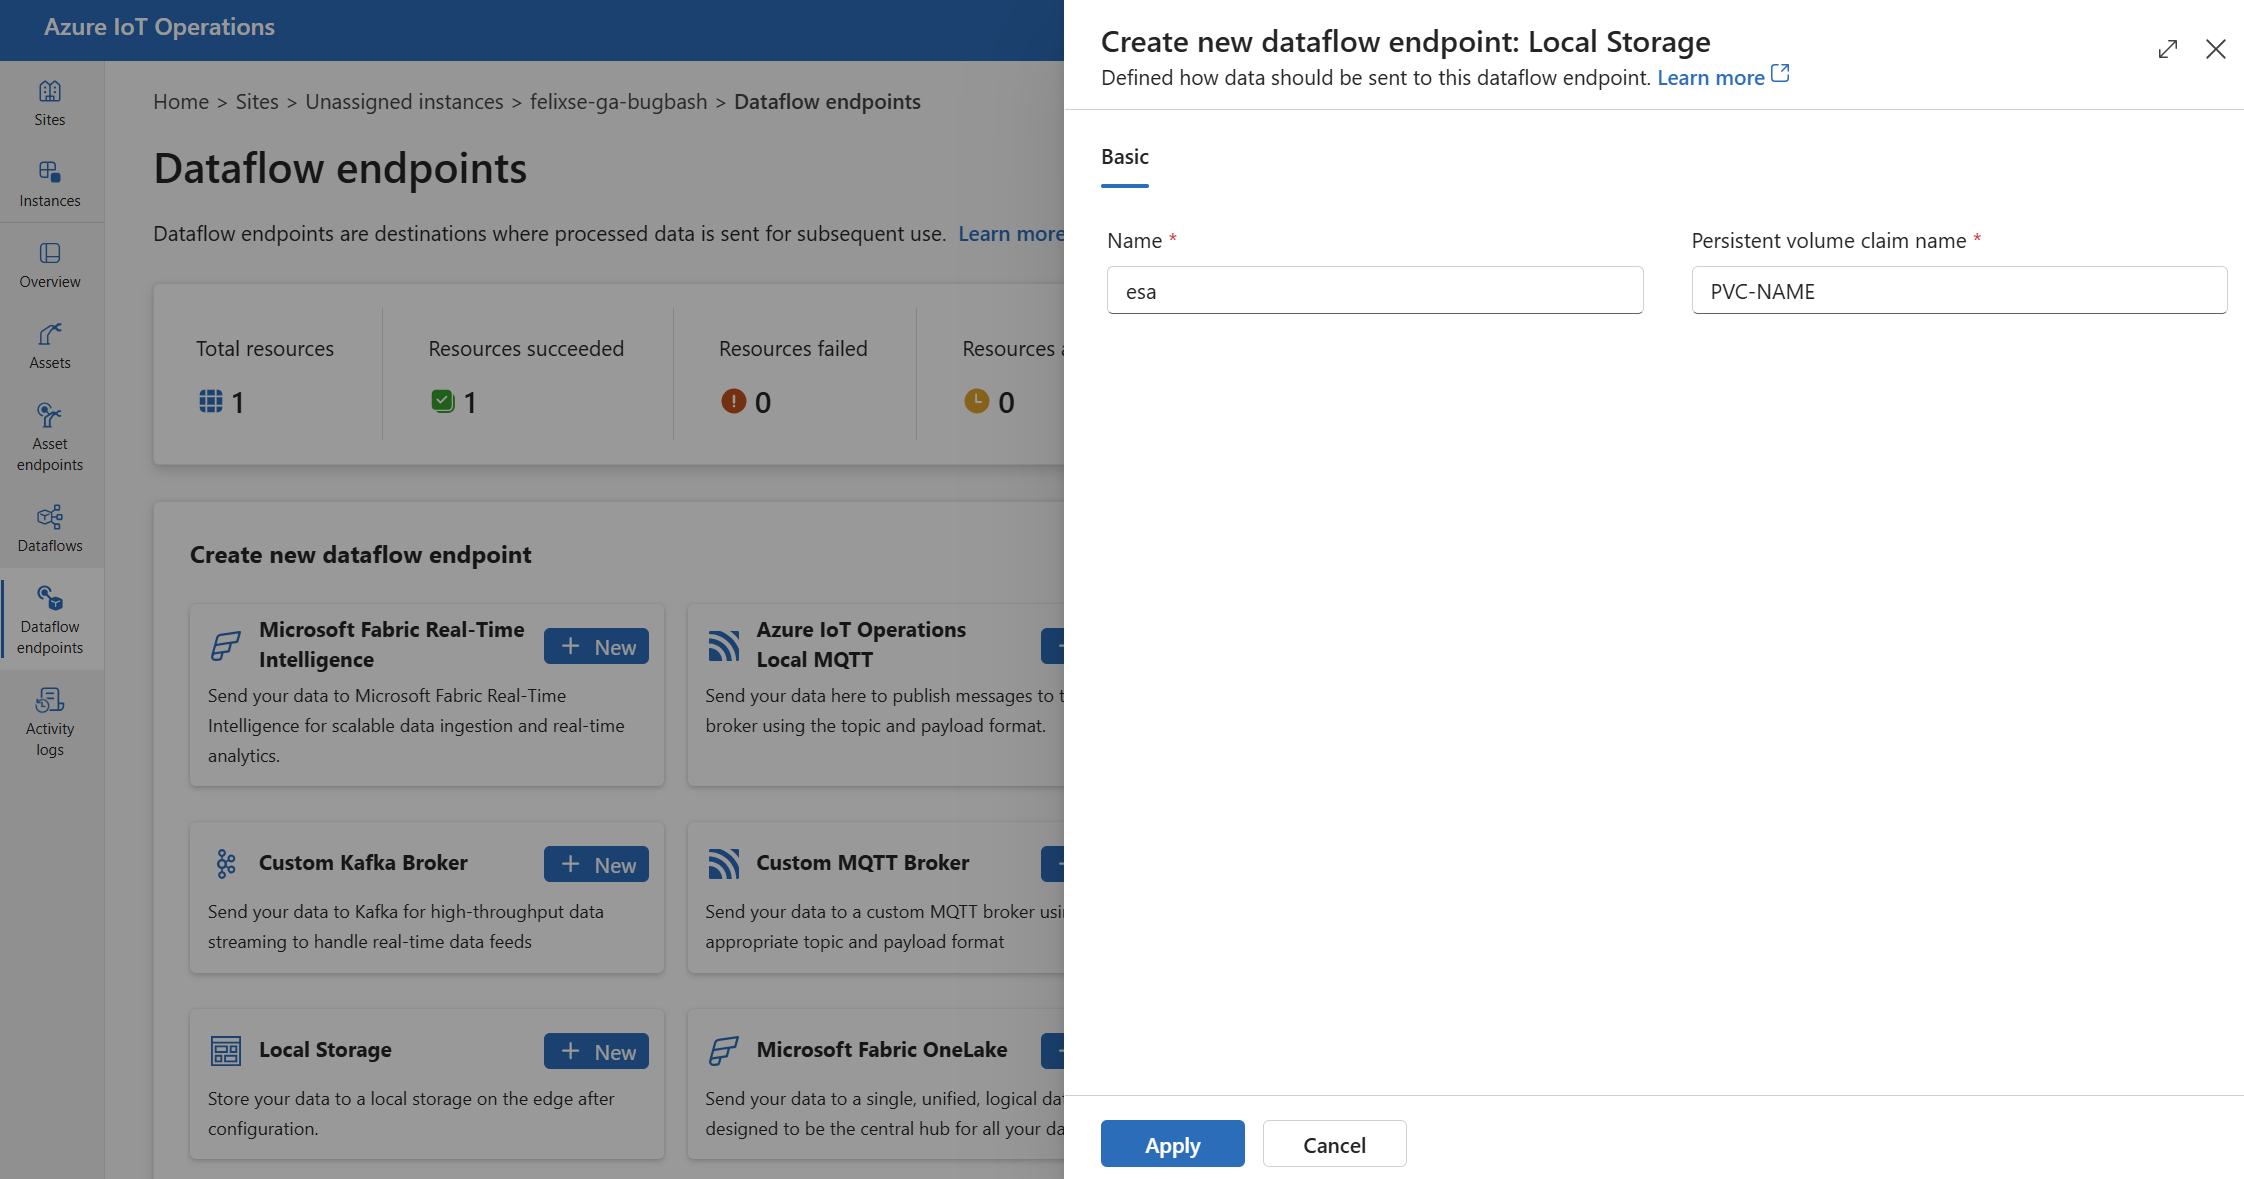 Azure IoT Operations
Sites
Instances
Overview
Assets
Asset
endpoints
Dataflows
Dataflow
endpoints
Activity
logs
Home > Sites > Unassigned instances > felixse-ga-bugbash > Dataflow endpoints
Dataflow endpoints
Dataflow endpoints are destinations where processed data is sent for subsequent use. Learn more
Total resources
1
Resources succeeded
1
Resources failed
0
Resources
0
Create new dataflow endpoint
Microsoft Fabric Real-Time
Intelligence
+ New
Send your data to Microsoft Fabric Real-Time
Intelligence for scalable data ingestion and real-time
analytics.
Azure IoT Operations
Local MQTT
Send your data here to publish messages to t
broker using the topic and payload format.
Custom Kafka Broker
+ New
Send your data to Kafka for high-throughput data
streaming to handle real-time data feeds
Custom MQTT Broker
Send your data to a custom MQTT broker usi
appropriate topic and payload format
Local Storage
+ New
Store your data to a local storage on the edge after
configuration.
Microsoft Fabric OneLake
Send your data to a single, unified, logical da
designed to be the central hub for all your da
Create new dataflow endpoint: Local Storage
Defined how data should be sent to this dataflow endpoint. Learn more
Basic
Name *
esa
Persistent volume claim name *
PVC-NAME
Apply
Cancel